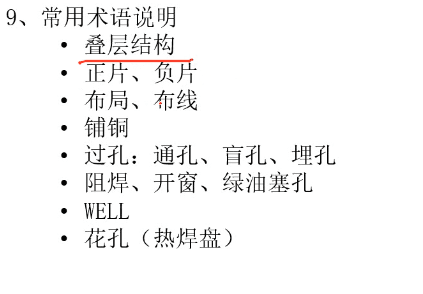 9、常用术语说明
• 叠层结构
• 正片、负片
• 布局、布线
• 铺铜
• 过孔：通孔、盲孔、埋孔
• 阻焊、开窗、绿油塞孔
• WELL
• 花孔（热焊盘）